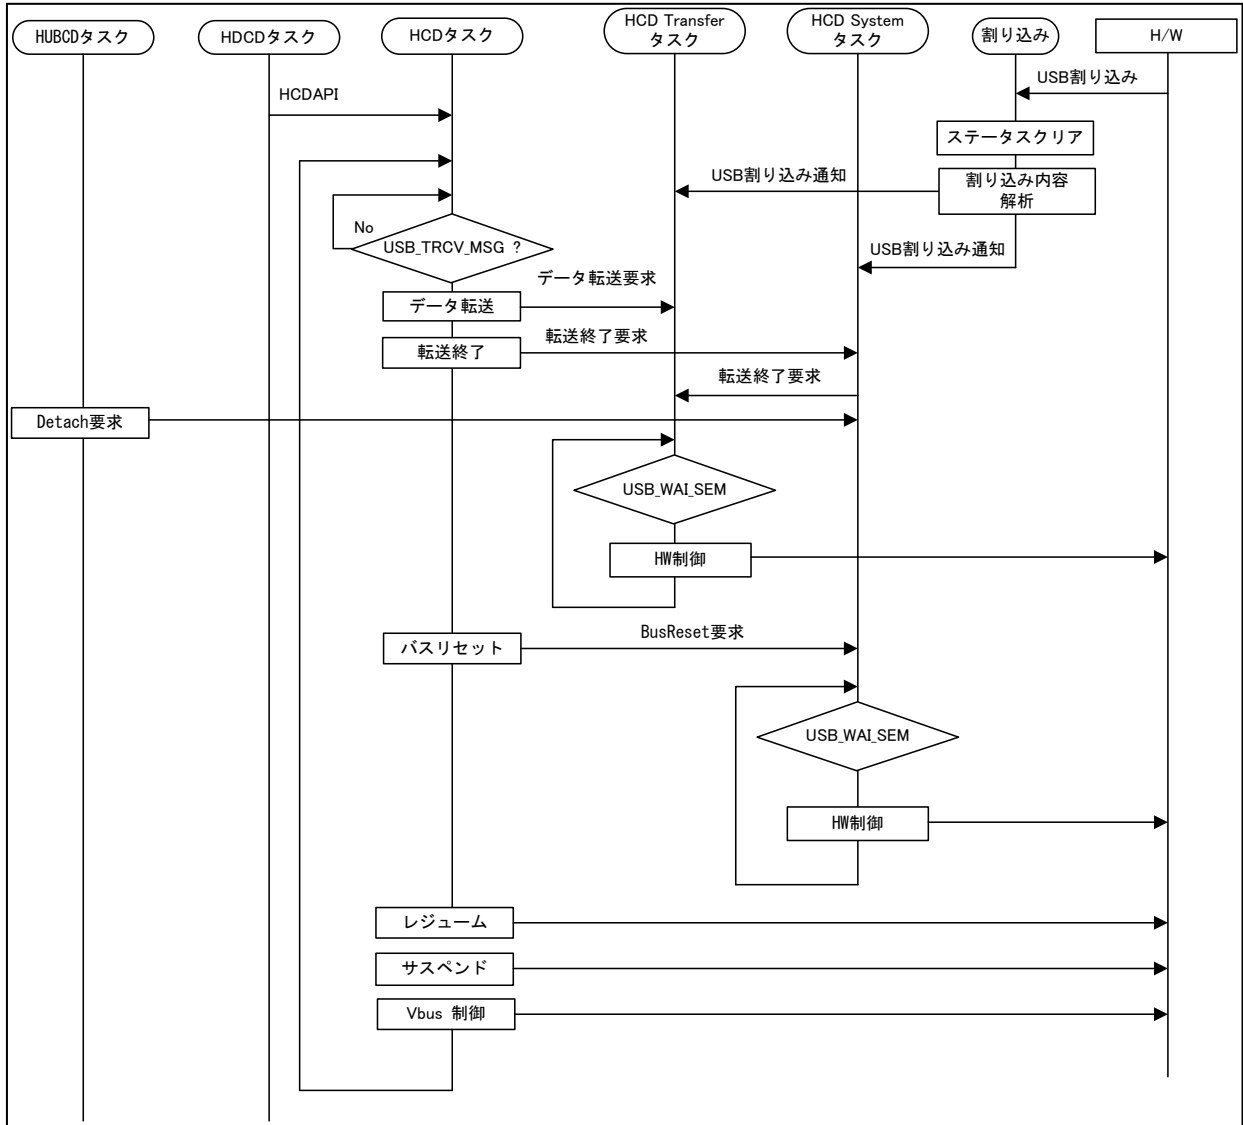 HUBCDタスク
HDCDタスク
HCDタスク
HCD Transfer
タスク
HCD System
タスク
割り込み
H/W
USB割り込み
HCDAPI
ステータスクリア
USB割り込み通知
割り込み内容
解析
No
USB_TRCV_MSG ?
USB割り込み通知
データ転送要求
データ転送
転送終了要求
転送終了
転送終了要求
Detach要求
USB_WAI_SEM
HW制御
BusReset要求
バスリセット
USB_WAI_SEM
HW制御
レジューム
サスペンド
Vbus 制御